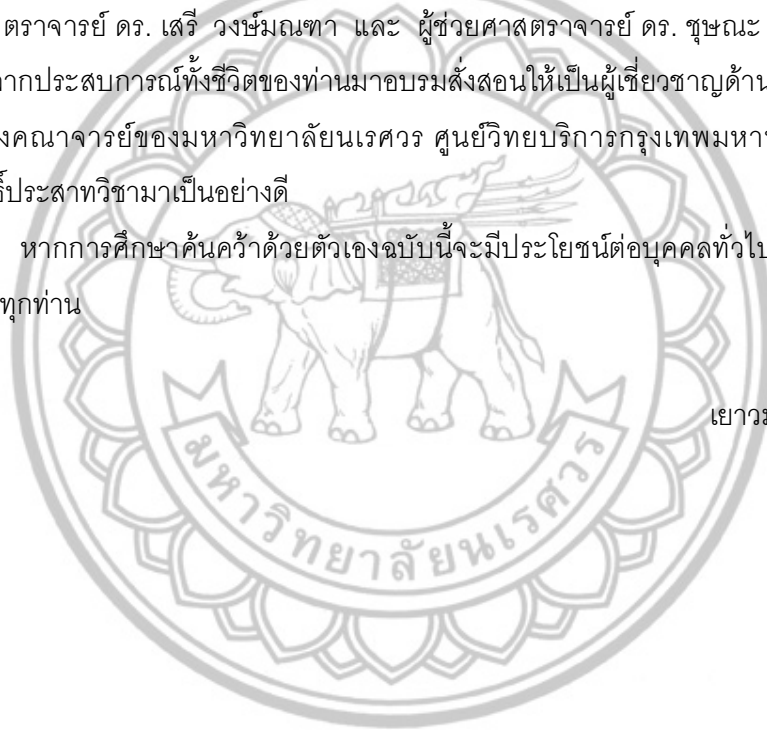 ตราจารย์ ดร. เสรี วงษ์มณฑา และ ผู้ช่วยศาสตราจารย์ ดร. ชุษณะ
ากประสบการณ์ทั้งชีวิตของท่านมาอบรมสั่งสอนให้เป็นผู้เชี่ยวชาญด้าน
งคณาจารย์ของมหาวิทยาลัยนเรศวร ศูนย์วิทยบริการกรุงเทพมหา
ธิ์ประสาทวิชามาเป็นอย่างดี
หากการศึกษาค้นคว้าด้วยตัวเองฉบับนี้จะมีประโยชน์ต่อบุคคลทั่วไป
ทุกท่าน
เยาวม
มหาวิทยาลัยนเรศวร